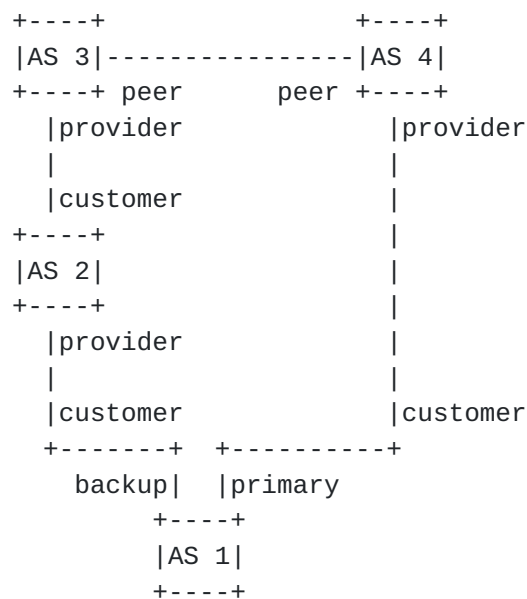 +----+                +----+
|AS 3|----------------|AS 4|
+----+ peer      peer +----+
  |provider             |provider
  |                     |
  |customer             |
+----+                  |
|AS 2|                  |
+----+                  |
  |provider             |
  |                     |
  |customer             |customer
  +-------+  +----------+
    backup|  |primary
         +----+
         |AS 1|
         +----+